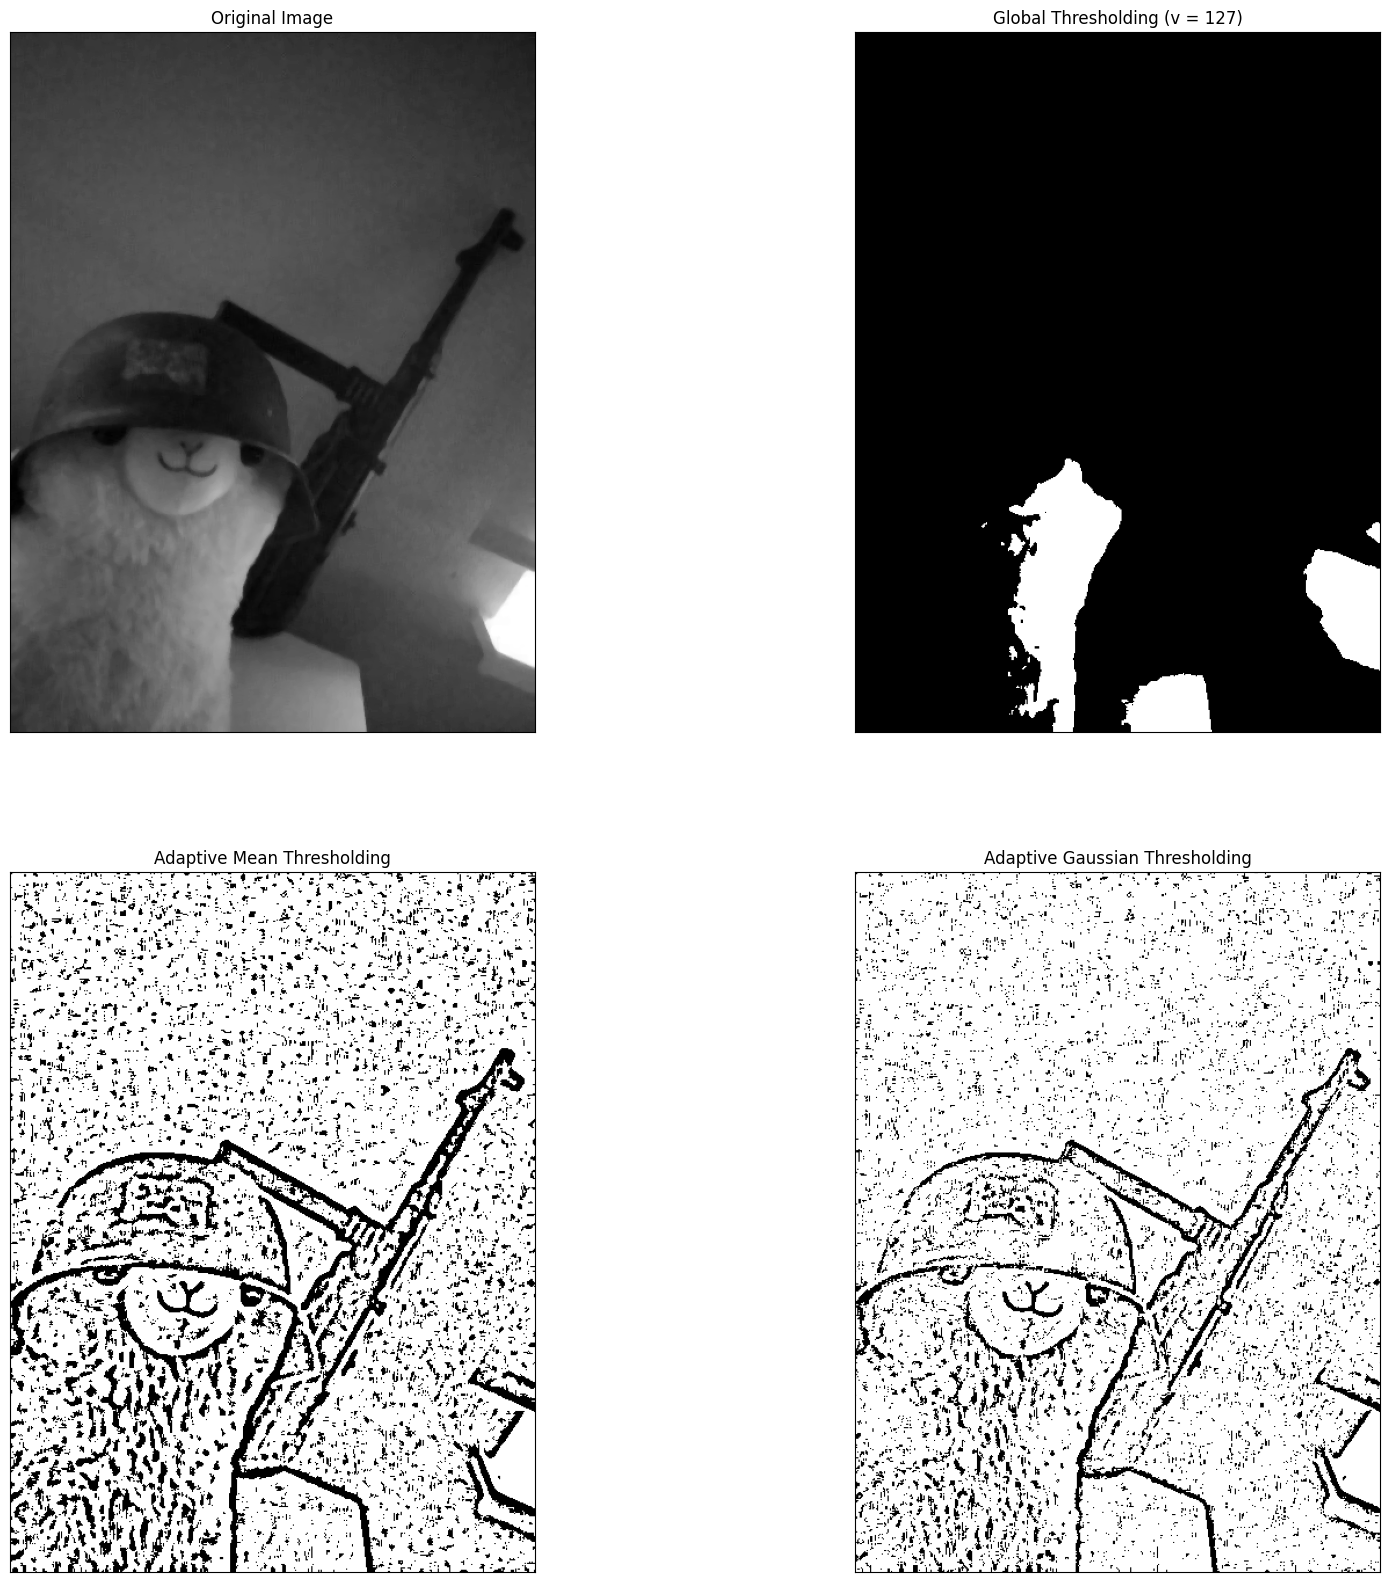 Original Image
Global Thresholding (v = 127)
Adaptive Mean Thresholding
Adaptive Gaussian Thresholding